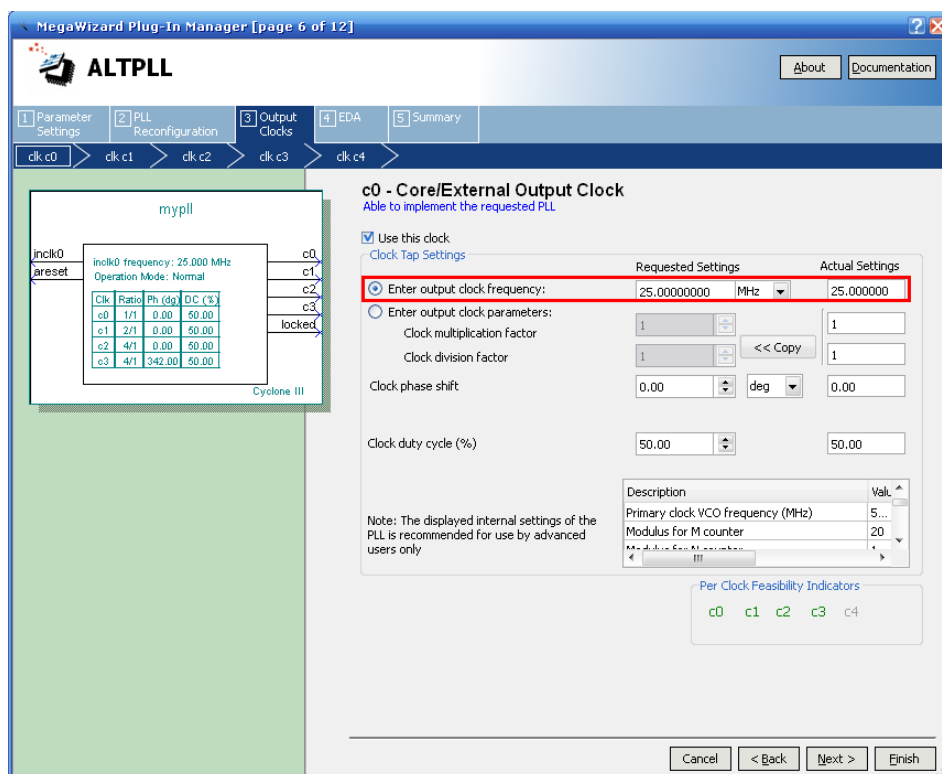 MegaWizard Plug-In Manager [page 6 of 12]
ALTPLL
About
Documentation
1 Parameter Settings
2 PLL Reconfiguration
3 Output Clocks
4 EDA
5 Summary
clk c0
clk c1
clk c2
clk c3
clk c4
mypll
inclk0
areset
inclk0 frequency: 25.000 MHz
Operation Mode: Normal
Clk Ratio Ph (dg) DC (%)
c0 1/1 0.00 50.00
c1 2/1 0.00 50.00
c2 4/1 0.00 50.00
c3 4/1 342.00 50.00
c0
c1
c2
c3
locked
Cyclone III
c0 - Core/External Output Clock
Able to implement the requested PLL
Use this clock
Clock Tap Settings
Requested Settings
Actual Settings
Enter output clock frequency:
25.00000000
MHz
25.000000
Enter output clock parameters:
Clock multiplication factor
1
1
Clock division factor
1
<< Copy
1
Clock phase shift
0.00
deg
0.00
Clock duty cycle (%)
50.00
50.00
Note: The displayed internal settings of the
PLL is recommended for use by advanced
users only
Description
Primary clock VCO frequency (MHz) 5...
Modulus for M counter 20
Per Clock Feasibility Indicators
c0 c1 c2 c3 c4
Cancel
< Back
Next >
Finish